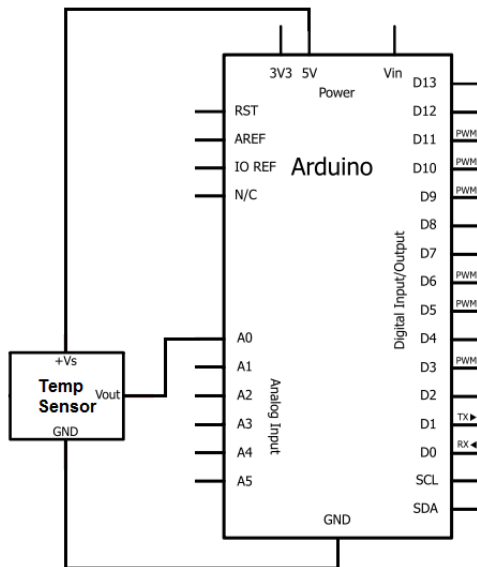 3V3
5V
Vin
Power
Arduino
RST
AREF
IO REF
N/C
A0
A1
A2
A3
A4
A5
Analog Input
D13
D12
D11
PWM
D10
PWM
D9
PWM
D8
D7
D6
PWM
D5
PWM
D4
D3
PWM
D2
D1
TX▶
D0
RX◀
SCL
SDA
Digital Input/Output
GND
+Vs
Temp
Sensor
Vout
GND